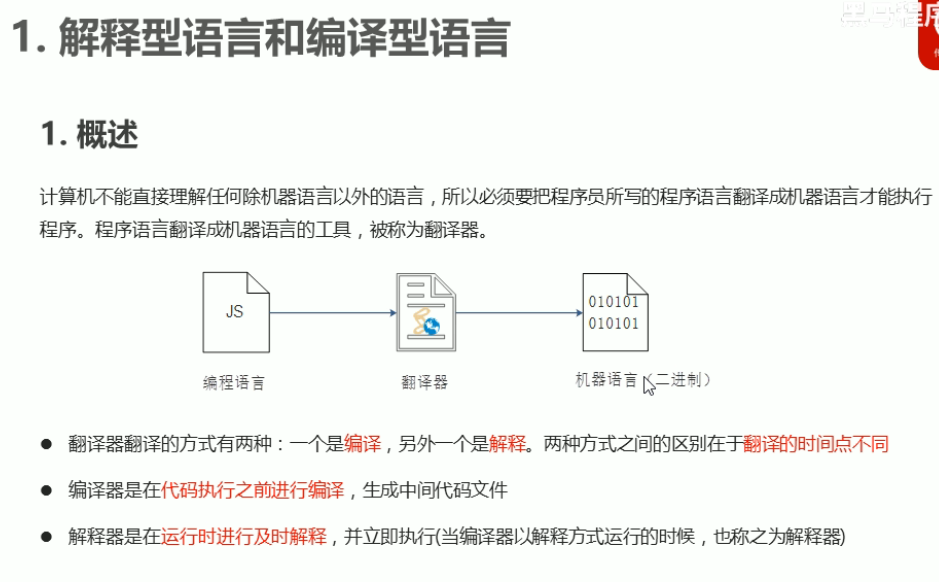 黑马程序
1. 解释型语言和编译型语言
1. 概述
计算机不能直接理解任何除机器语言以外的语言，所以必须要把程序员所写的程序语言翻译成机器语言才能执行
程序。程序语言翻译成机器语言的工具，被称为翻译器。
JS
010101
010101
编程语言
翻译器
机器语言（二进制）
● 翻译器翻译的方式有两种：一个是编译，另外一个是解释。两种方式之间的区别在于翻译的时间点不同
● 编译器是在代码执行之前进行编译，生成中间代码文件
● 解释器是在运行时进行及时解释，并立即执行(当编译器以解释方式运行的时候，也称之为解释器)